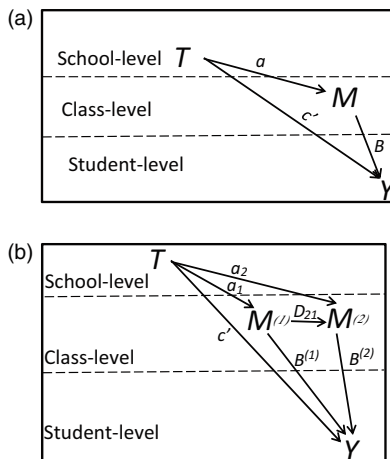 (a)
School-level T
a
Class-level M
c'
B
Student-level
Y
(b)
T
a₂
School-level a₁
M⁽¹⁾ D₂₁ M⁽²⁾
c'
B⁽¹⁾ B⁽²⁾
Class-level
Student-level
Y